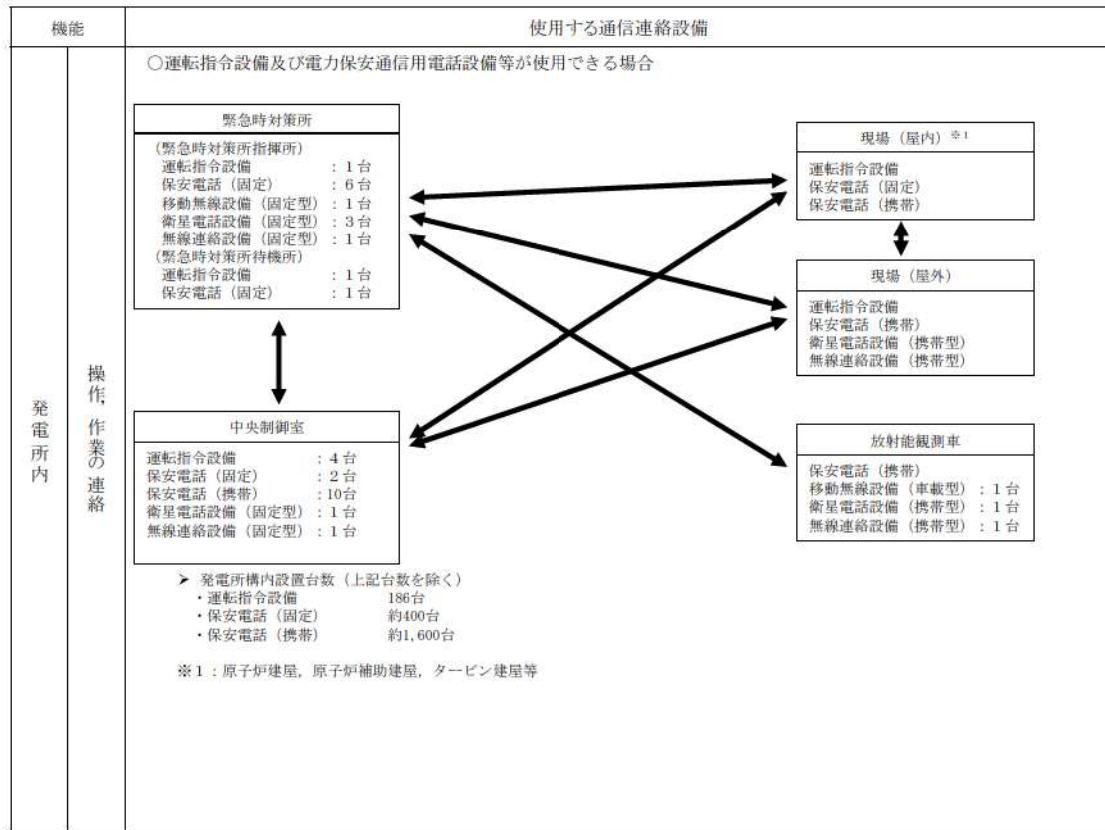 機能
使用する通信連絡設備
発電所内
操作，作業の連絡
○運転指令設備及び電力保安通信用電話設備等が使用できる場合
緊急時対策所
（緊急時対策所指揮所）
運転指令設備 ：１台
保安電話（固定） ：６台
移動無線設備（固定型）：１台
衛星電話設備（固定型）：３台
無線連絡設備（固定型）：１台
（緊急時対策所待機所）
運転指令設備 ：１台
保安電話（固定） ：１台
中央制御室
運転指令設備 ：４台
保安電話（固定） ：２台
保安電話（携帯） ：10台
衛星電話設備（固定型）：１台
無線連絡設備（固定型）：１台
現場（屋内）※１
運転指令設備
保安電話（固定）
保安電話（携帯）
現場（屋外）
運転指令設備
保安電話（携帯）
衛星電話設備（携帯型）
無線連絡設備（携帯型）
放射能観測車
保安電話（携帯）
移動無線設備（車載型）：１台
衛星電話設備（携帯型）：１台
無線連絡設備（携帯型）：１台
➢ 発電所構内設置台数（上記台数を除く）
・運転指令設備 186台
・保安電話（固定） 約400台
・保安電話（携帯） 約1,600台
※１：原子炉建屋，原子炉補助建屋，タービン建屋等